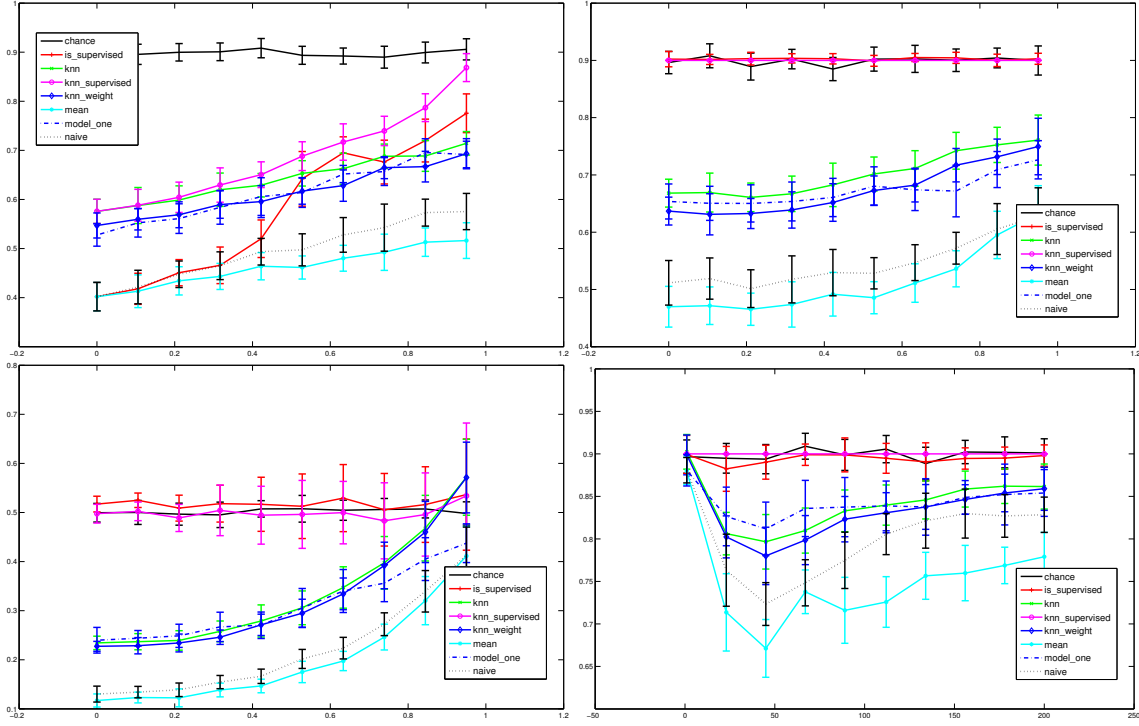 1
0.9
0.8
0.7
0.6
0.5
0.4
−0.2 0 0.2 0.4 0.6 0.8 1 1.2
chance
is_supervised
knn
knn_supervised
knn_weight
mean
model_one
naive
1
0.9
0.8
0.7
0.6
0.5
0.4
−0.2 0 0.2 0.4 0.6 0.8 1 1.2
chance
is_supervised
knn
knn_supervised
knn_weight
mean
model_one
naive
0.8
0.7
0.6
0.5
0.4
0.3
0.2
0.1
−0.2 0 0.2 0.4 0.6 0.8 1 1.2
chance
is_supervised
knn
knn_supervised
knn_weight
mean
model_one
naive
0.95
0.9
0.85
0.8
0.75
0.7
0.65
−50 0 50 100 150 200 250
chance
is_supervised
knn
knn_supervised
knn_weight
mean
model_one
naive